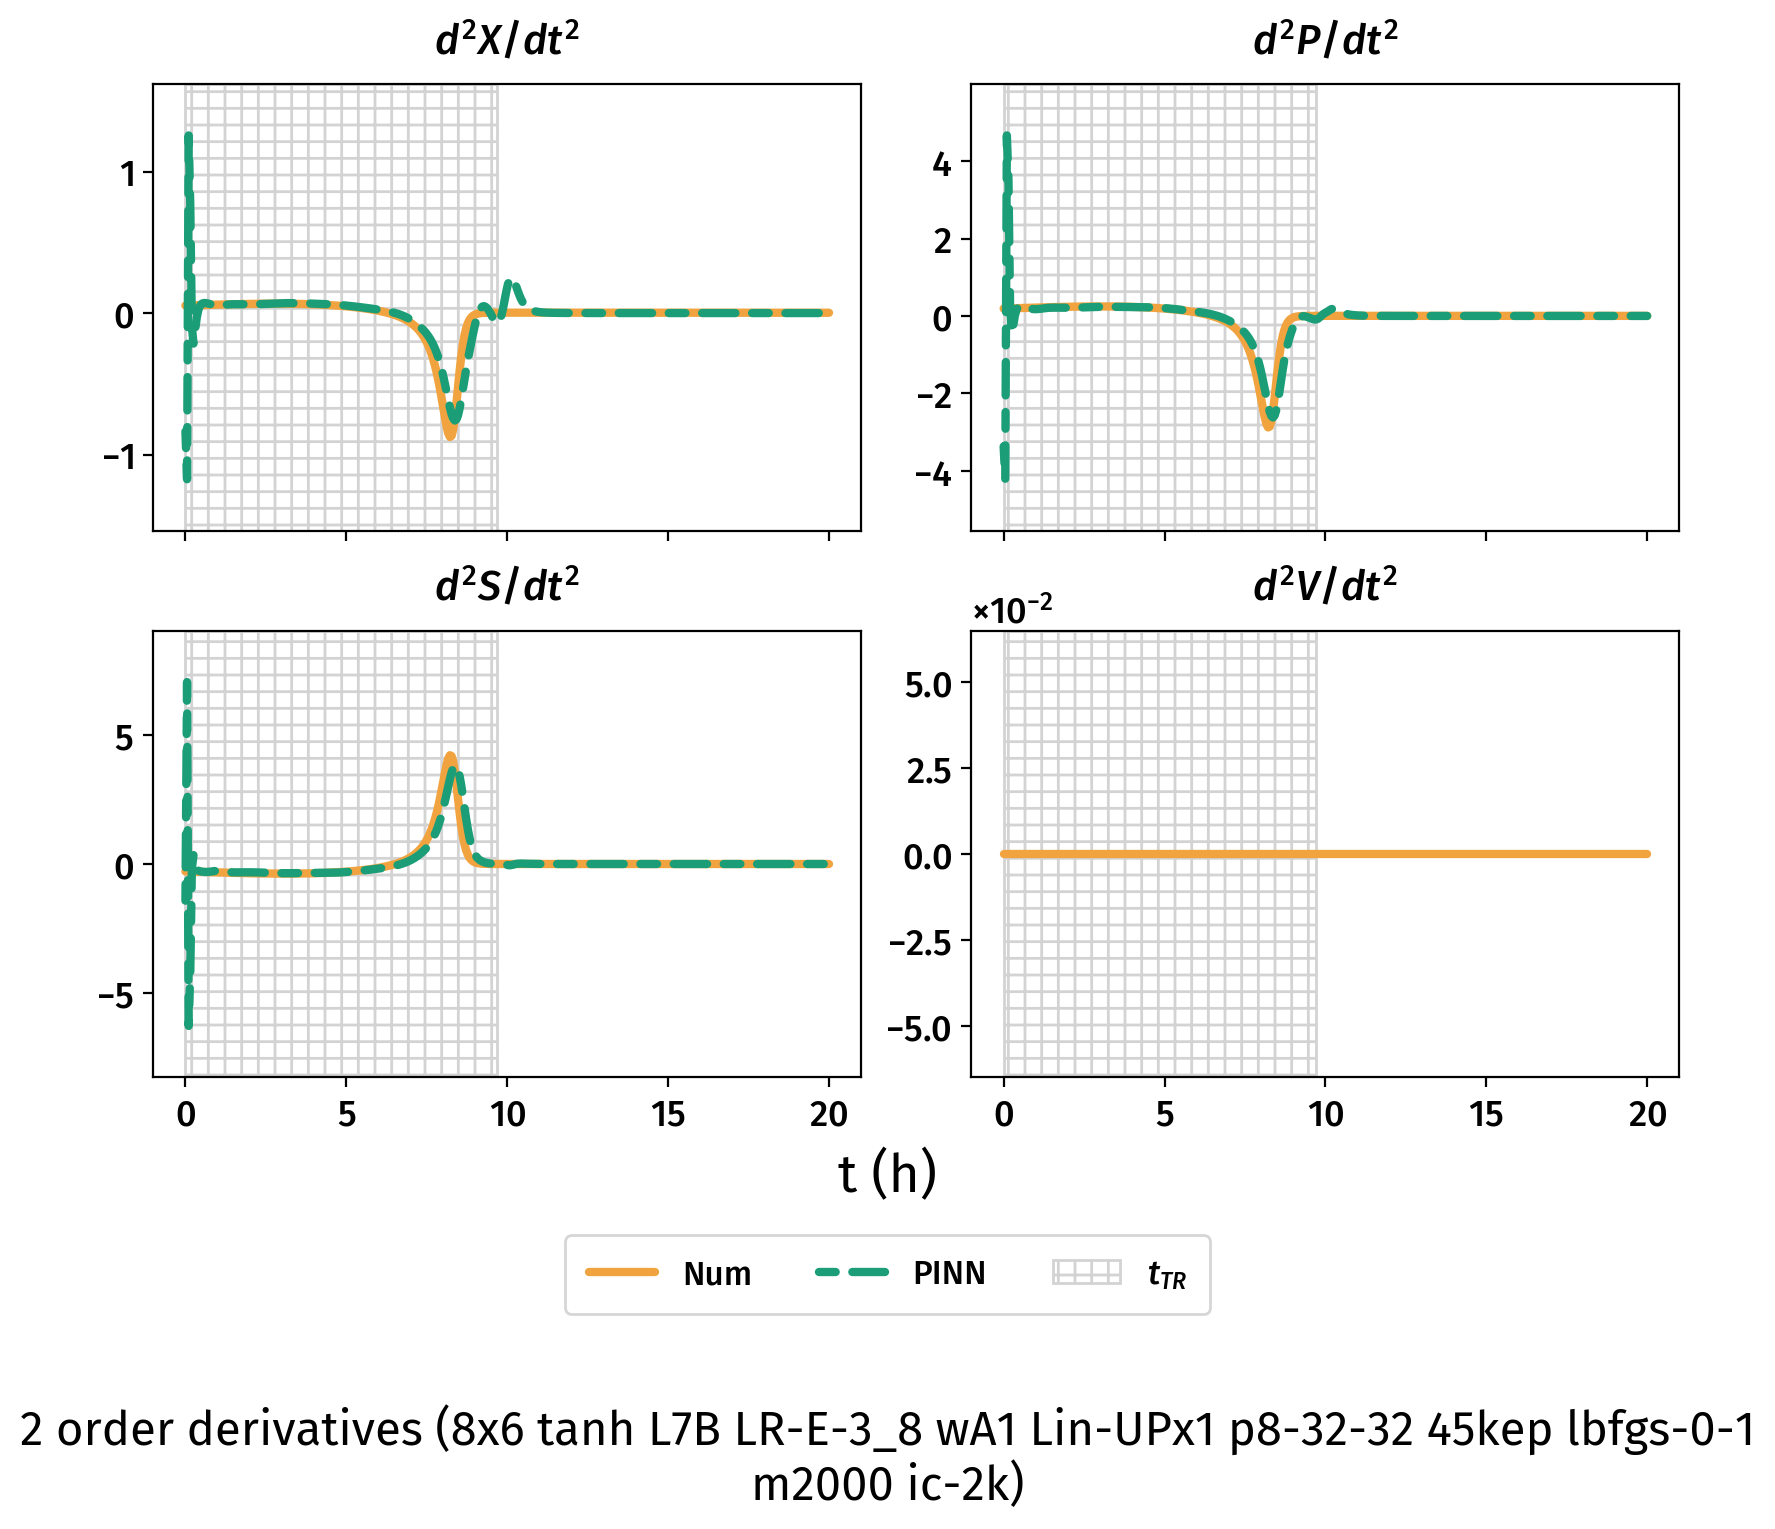 d²X/dt²
d²P/dt²
1
0
−1
4
2
0
−2
−4
d²S/dt²
d²V/dt²
×10⁻²
5
0
−5
5.0
2.5
0.0
−2.5
−5.0
0 5 10 15 20
0 5 10 15 20
t (h)
Num PINN t_TR
2 order derivatives (8x6 tanh L7B LR-E-3_8 wA1 Lin-UPx1 p8-32-32 45kep lbfgs-0-1
m2000 ic-2k)